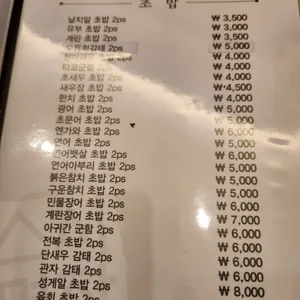 초 밥
날치알 초밥 2ps ₩ 3,500
유부 초밥 2ps ₩ 3,000
계란 초밥 2ps ₩ 3,500
₩ 5,000
2ps ₩ 4,000
타코군함 2ps ₩ 4,000
초새우 초밥 2ps ₩ 4,000
새우장 초밥 2ps ₩ 4,500
한치 초밥 2ps ₩ 4,000
광어 초밥 2ps ₩ 5,000
초문어 초밥 2ps ₩ 5,000
엔가와 초밥 2ps ₩ 6,000
연어 초밥 2ps ₩ 5,000
연어뱃살 초밥 2ps ₩ 6,000
연어아부리 초밥 2ps ₩ 5,000
붉은참치 초밥 2ps ₩ 5,000
구운참치 초밥 2ps ₩ 5,000
민물장어 초밥 2ps ₩ 6,000
계란장어 초밥 2ps ₩ 7,000
아귀간 군함 2ps ₩ 6,000
전복 초밥 2ps ₩ 6,000
단새우 감태 2ps ₩ 6,000
관자 감태 2ps ₩ 6,000
성게알 초밥 2ps ₩ 8,000
육회 초밥 2ps